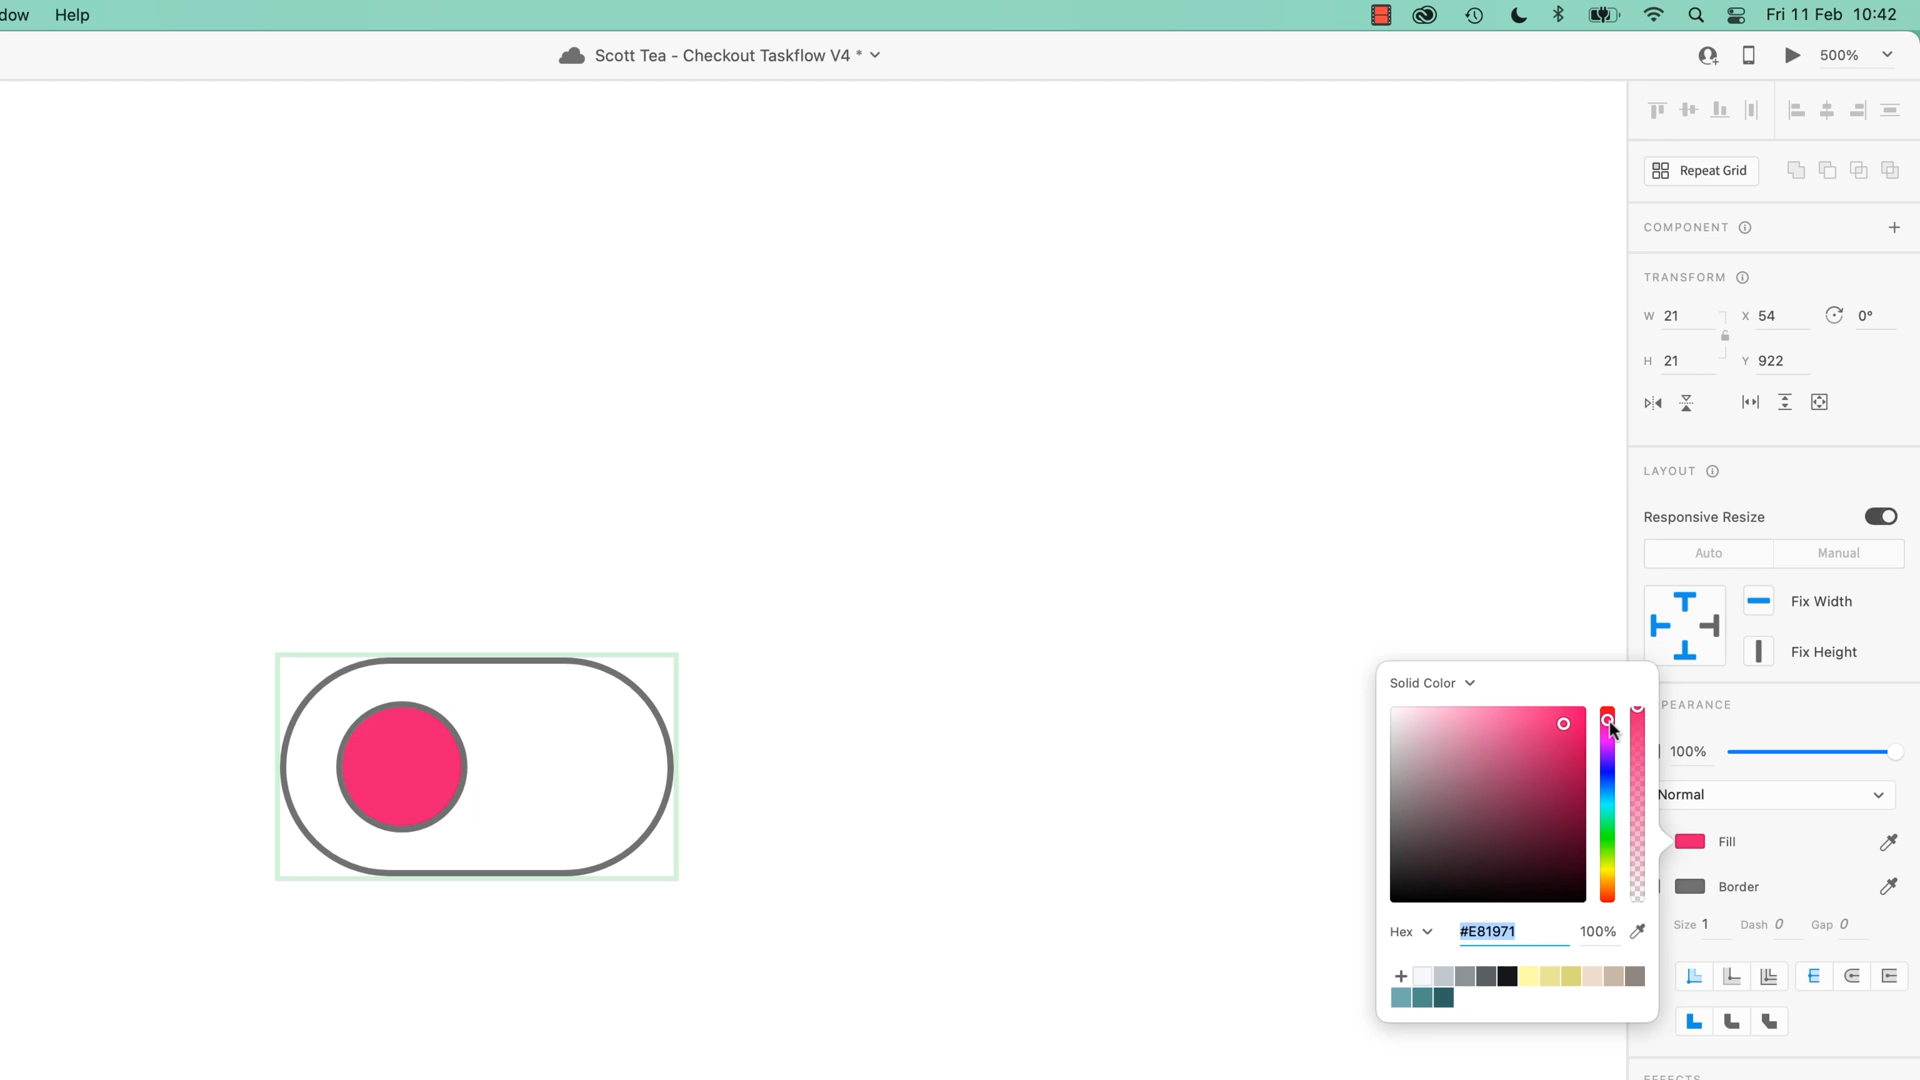 dow Help Fri 11 Feb 10:42
Scott Tea - Checkout Taskflow V4 * 500%
Repeat Grid
COMPONENT
TRANSFORM
W 21 X 54 0°
H 21 Y 922
LAYOUT
Responsive Resize
Auto Manual
Fix Width
Fix Height
Solid Color
PEARANCE
100%
Normal
Fill
Border
Size 1 Dash 0 Gap 0
Hex #E81971 100%
EFFECTS